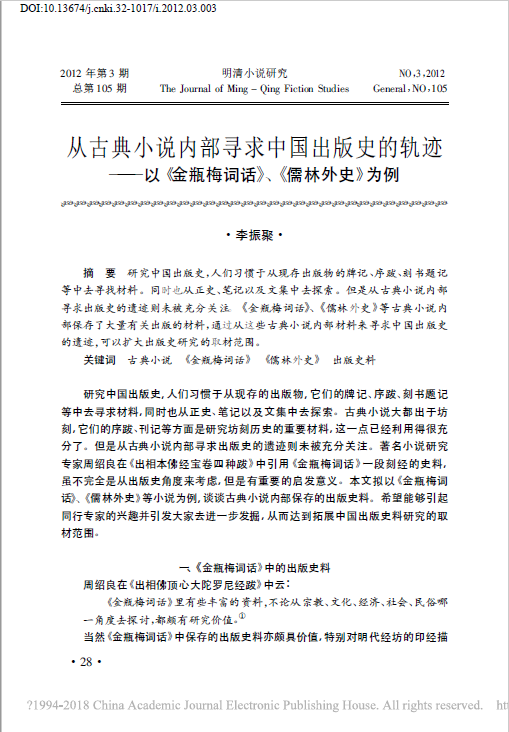 DOI:10.13674/j.cnki.32-1017/i.2012.03.003
2012 年第 3 期 明清小说研究 NO,3,2012
总第 105 期 The Journal of Ming－Qing Fiction Studies General,NO,105
从古典小说内部寻求中国出版史的轨迹
——以《金瓶梅词话》、《儒林外史》为例
·李振聚·
摘　要　研究中国出版史,人们习惯于从现存出版物的牌记、序跋、刻书题记
等中去寻找材料。同时也从正史、笔记以及文集中去探索。但是从古典小说内部
寻求出版史的遗迹则未被充分关注。《金瓶梅词话》、《儒林外史》等古典小说内
部保存了大量有关出版的材料,通过从这些古典小说内部材料来寻求中国出版史
的遗迹,可以扩大出版史研究的取材范围。
关键词　古典小说　《金瓶梅词话》　《儒林外史》　出版史料
研究中国出版史,人们习惯于从现存的出版物,它们的牌记、序跋、刻书题记
等中去寻求材料,同时也从正史、笔记以及文集中去探索。古典小说大都出于坊
刻,它们的序跋、刊记等方面是研究坊刻历史的重要材料,这一点已经利用得很充
分了。但是从古典小说内部寻求出版史的遗迹则未被充分关注。著名小说研究
专家周绍良在《出相本佛经宝卷四种跋》中引用《金瓶梅词话》一段刻经的史料,
虽不完全是从出版史角度来考虑,但是有重要的启发意义。本文拟以《金瓶梅词
话》、《儒林外史》等小说为例,谈谈古典小说内部保存的出版史料。希望能够引起
同行专家的兴趣并引发大家去进一步发掘,从而达到拓展中国出版史料研究的取
材范围。
一、《金瓶梅词话》中的出版史料
周绍良在《出相佛顶心大陀罗尼经跋》中云:
《金瓶梅词话》里有些丰富的资料,不论从宗教、文化、经济、社会、民俗哪
一角度去探讨,都颇有研究价值。①
当然《金瓶梅词话》中保存的出版史料亦颇具价值,特别对明代经坊的印经描
·28·
?1994-2018 China Academic Journal Electronic Publishing House. All rights reserved.